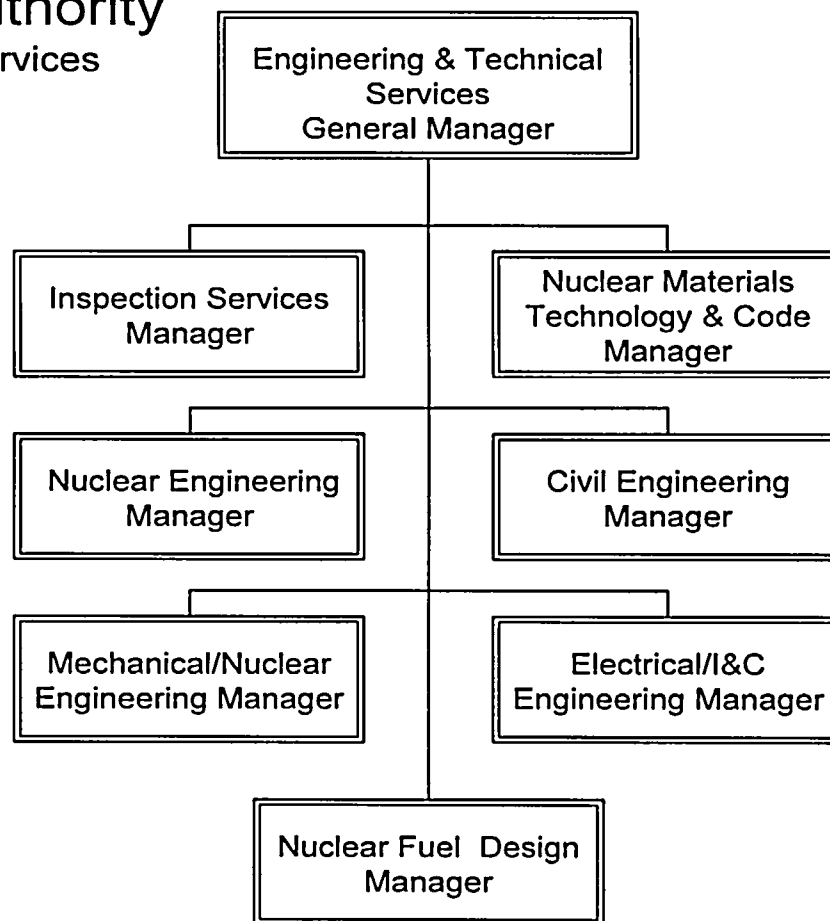 uthority
rvices
Engineering & Technical
Services
General Manager
Inspection Services
Manager
Nuclear Materials
Technology & Code
Manager
Nuclear Engineering
Manager
Civil Engineering
Manager
Mechanical/Nuclear
Engineering Manager
Electrical/I&C
Engineering Manager
Nuclear Fuel Design
Manager